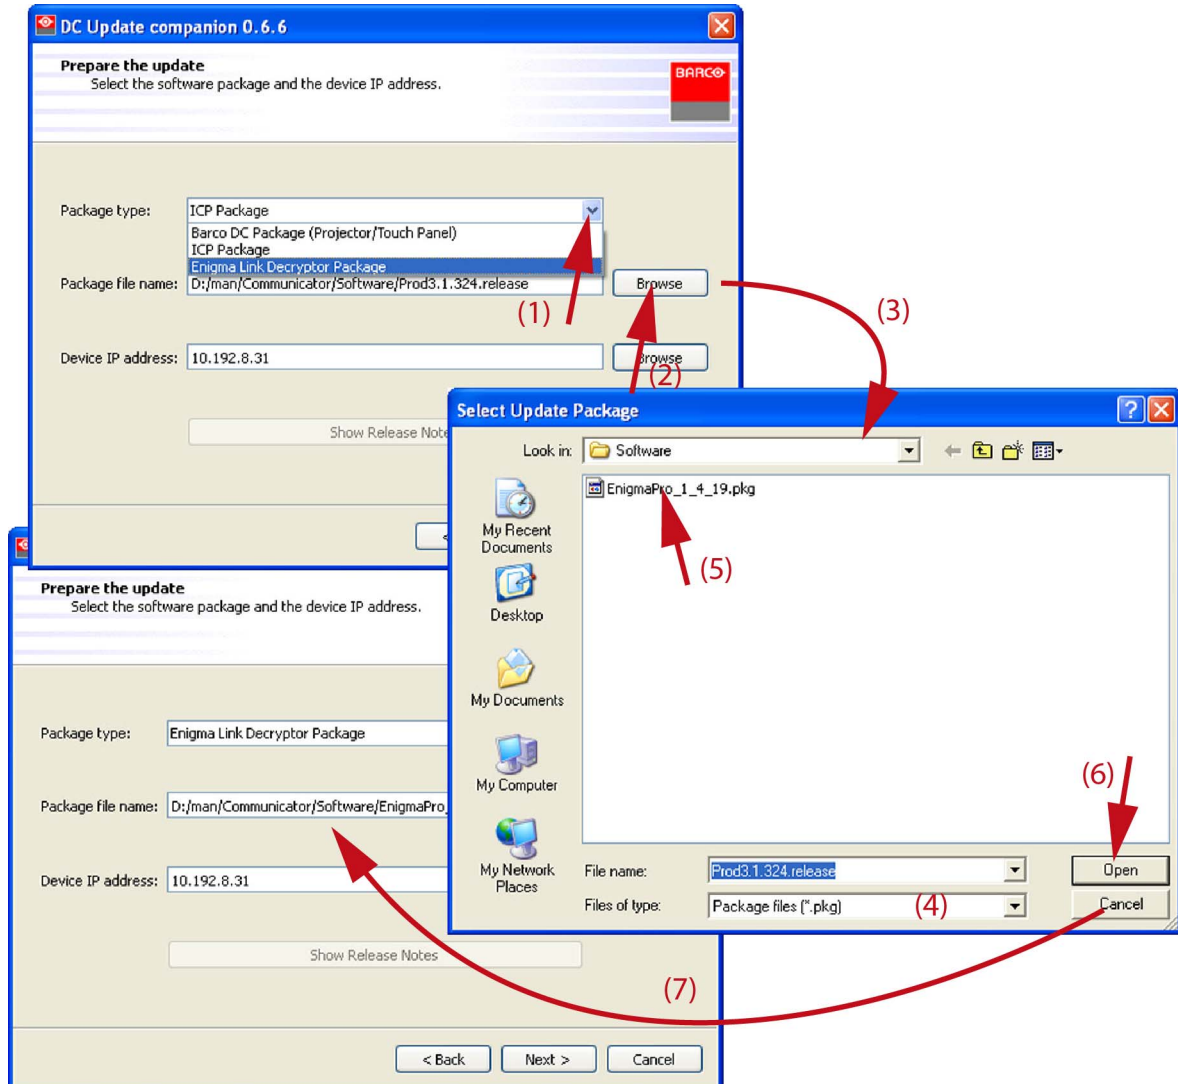 DC Update companion 0.6.6
Prepare the update
Select the software package and the device IP address.
BARCO
Package type:
ICP Package
Barco DC Package (Projector/Touch Panel)
ICP Package
Enigma Link Decryptor Package
Package file name:
D:/man/Communicator/Software/Prod3.1.324.release
Browse
(1)
(2)
(3)
Device IP address:
10.192.8.31
Browse
Show Release Note
<
Select Update Package
Look in:
Software
EnigmaPro_1_4_19.pkg
(5)
My Recent
Documents
Desktop
My Documents
My Computer
My Network
Places
(6)
File name:
Prod3.1.324.release
Open
Files of type:
Package files (*.pkg)
(4)
Cancel
Prepare the update
Select the software package and the device IP address.
Package type:
Enigma Link Decryptor Package
Package file name:
D:/man/Communicator/Software/EnigmaPro_
Device IP address:
10.192.8.31
Show Release Notes
(7)
< Back
Next >
Cancel